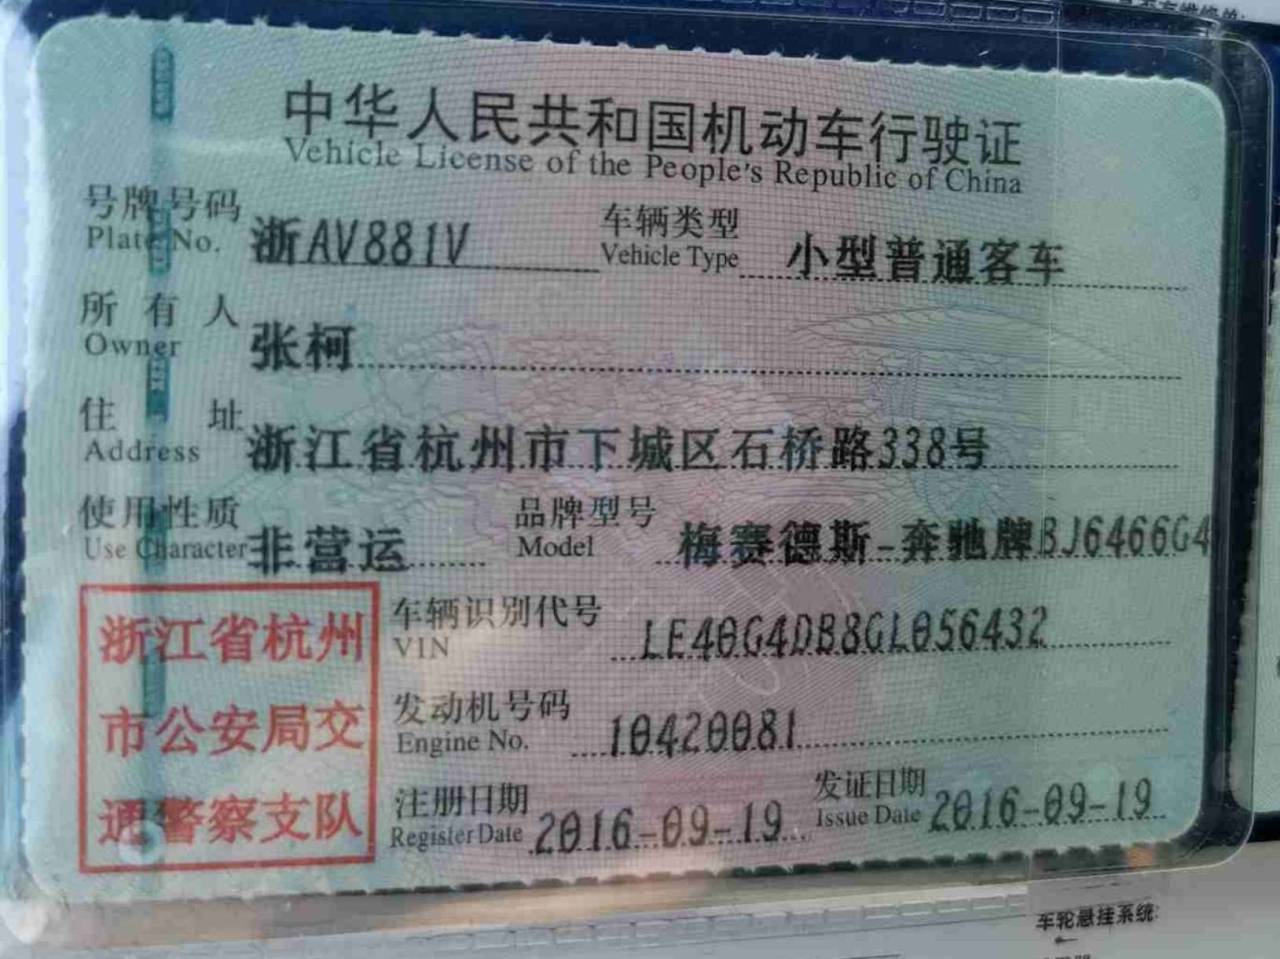 中华人民共和国机动车行驶证
Vehicle License of the People's Republic of China
号牌号码 浙AV881V 车辆类型 小型普通客车
Plate No. Vehicle Type
所有人 张柯
Owner
住址 浙江省杭州市下城区石桥路338号
Address
使用性质 非营运 品牌型号 梅赛德斯-奔驰牌BJ6466G4
Use Character Model
浙江省杭州
市公安局交
通警察支队
车辆识别代号 LE40G4DB8GL056432
VIN
发动机号码 10420081
Engine No.
注册日期 2016-09-19 发证日期 2016-09-19
Register Date Issue Date
车轮悬挂系统: